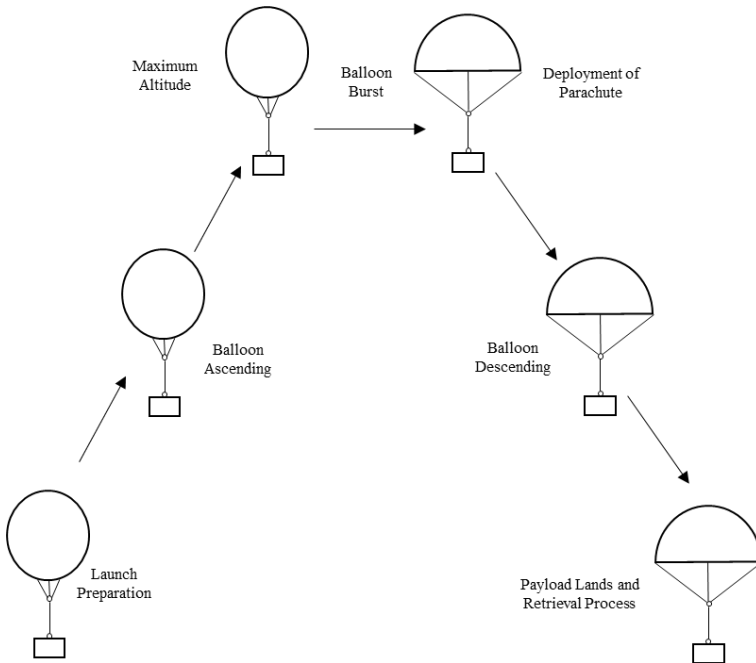 Maximum
Altitude
Balloon
Burst
Deployment of
Parachute
Balloon
Ascending
Balloon
Descending
Launch
Preparation
Payload Lands and
Retrieval Process